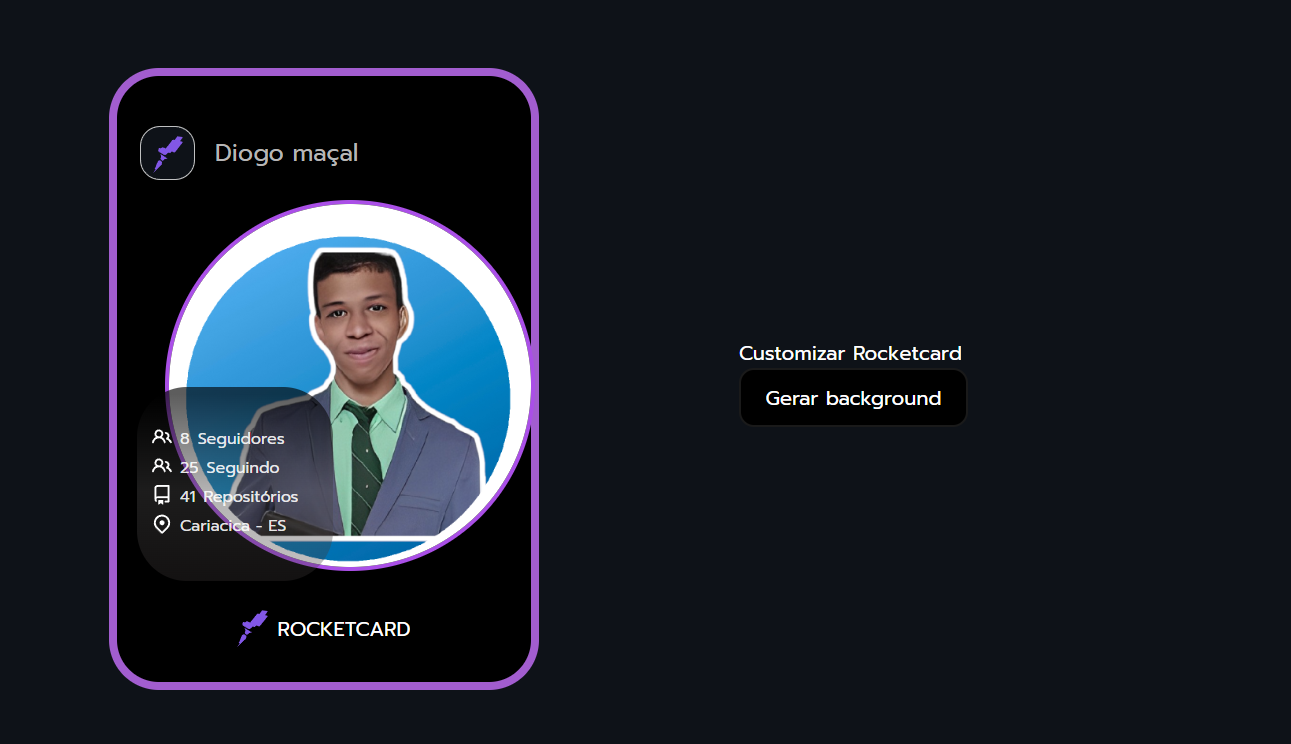 Diogo maçal
8 Seguidores
25 Seguindo
41 Repositórios
Cariacica - ES
ROCKETCARD
Customizar Rocketcard
Gerar background